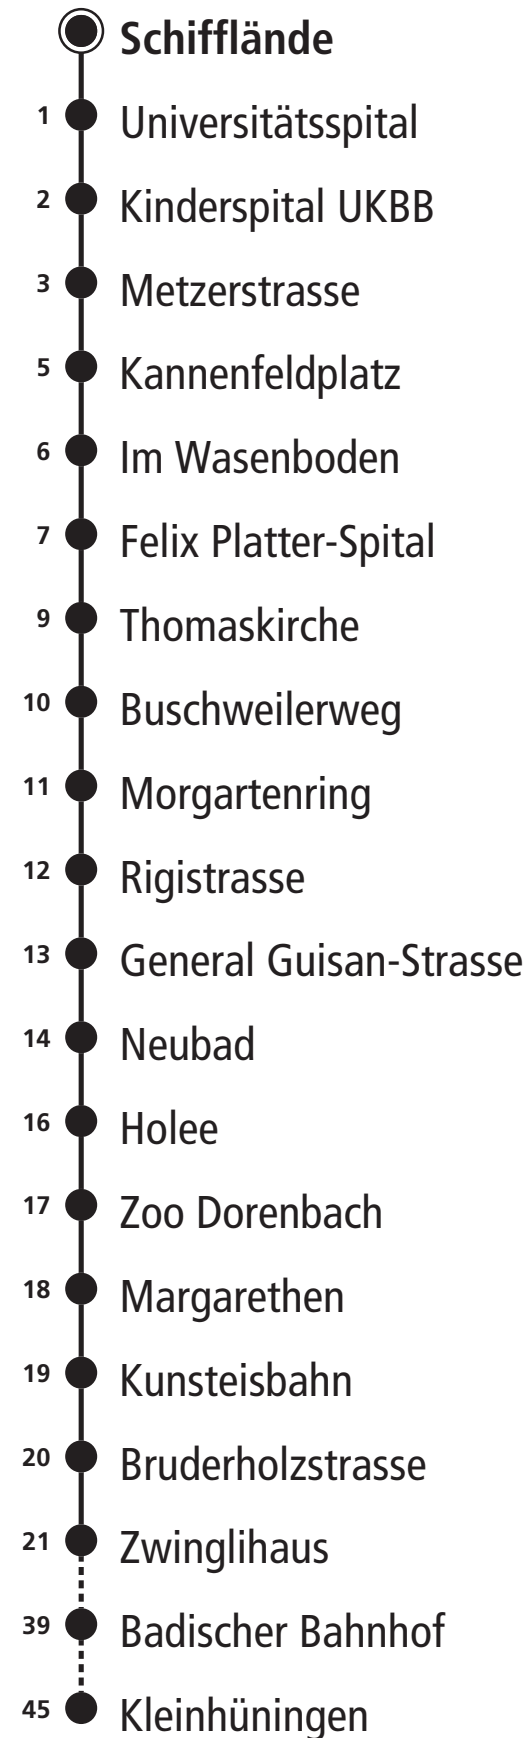 Schifflände
1 Universitätsspital
2 Kinderspital UKBB
3 Metzerstrasse
5 Kannenfeldplatz
6 Im Wasenboden
7 Felix Platter-Spital
9 Thomaskirche
10 Buschweilerweg
11 Morgartenring
12 Rigistrasse
13 General Guisan-Strasse
14 Neubad
16 Holee
17 Zoo Dorenbach
18 Margarethen
19 Kunsteisbahn
20 Bruderholzstrasse
21 Zwinglihaus
39 Badischer Bahnhof
45 Kleinhüningen